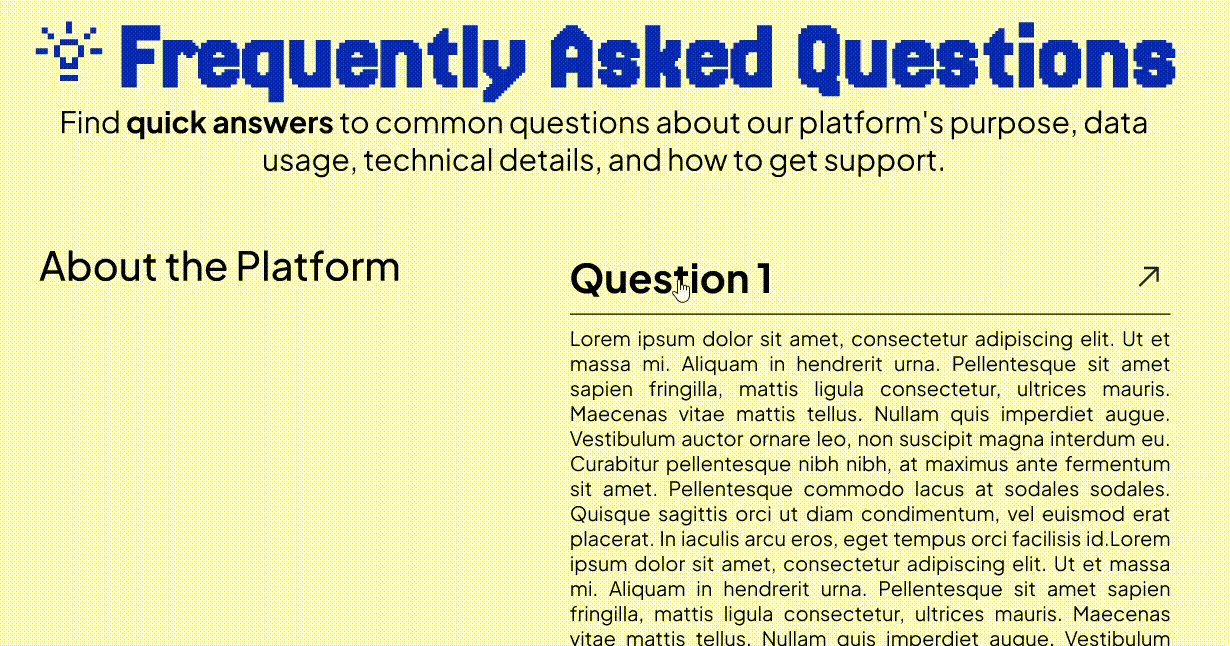 Frequently Asked Questions
Find quick answers to common questions about our platform's purpose, data
usage, technical details, and how to get support.
About the Platform
Question 1
Lorem ipsum dolor sit amet, consectetur adipiscing elit. Ut et
massa mi. Aliquam in hendrerit urna. Pellentesque sit amet
sapien fringilla, mattis ligula consectetur, ultrices mauris.
Maecenas vitae mattis tellus. Nullam quis imperdiet augue.
Vestibulum auctor ornare leo, non suscipit magna interdum eu.
Curabitur pellentesque nibh nibh, at maximus ante fermentum
sit amet. Pellentesque commodo lacus at sodales sodales.
Quisque sagittis orci ut diam condimentum, vel euismod erat
placerat. In iaculis arcu eros, eget tempus orci facilisis id.Lorem
ipsum dolor sit amet, consectetur adipiscing elit. Ut et massa
mi. Aliquam in hendrerit urna. Pellentesque sit amet sapien
fringilla, mattis ligula consectetur, ultrices mauris. Maecenas
vitae mattis tellus. Nullam quis imperdiet augue. Vestibulum